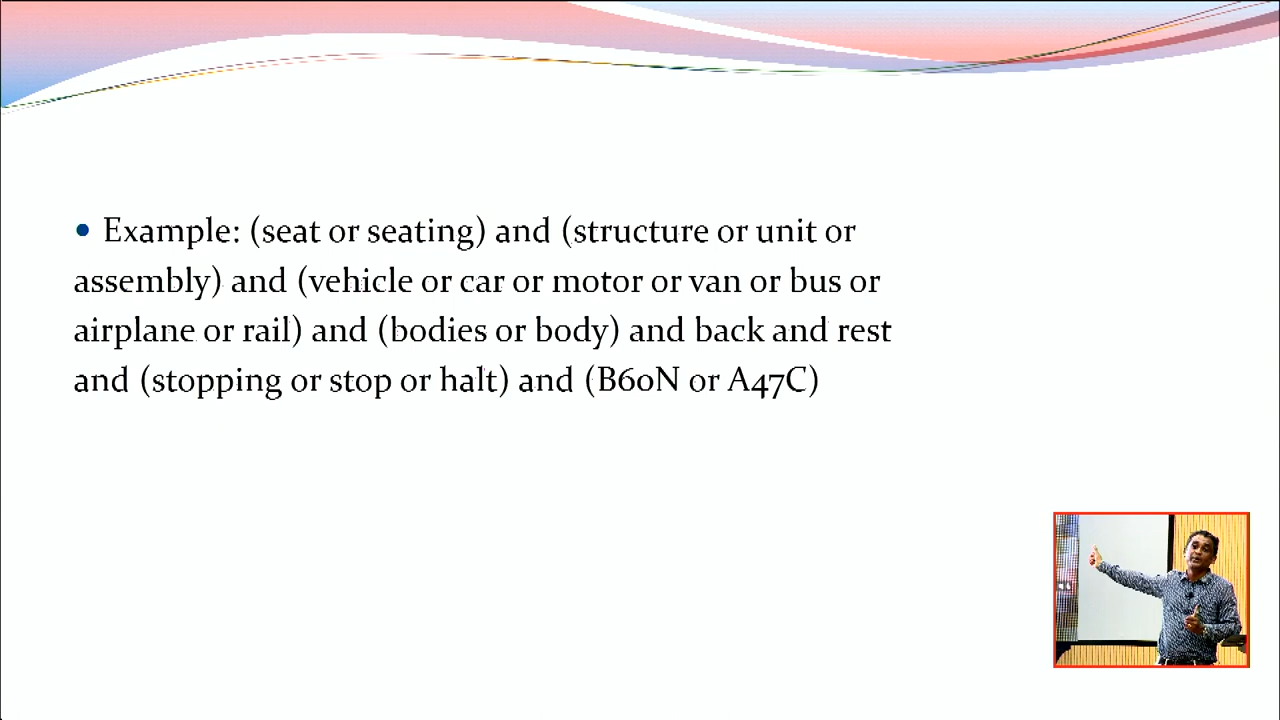 • Example: (seat or seating) and (structure or unit or
assembly) and (vehicle or car or motor or van or bus or
airplane or rail) and (bodies or body) and back and rest
and (stopping or stop or halt) and (B60N or A47C)